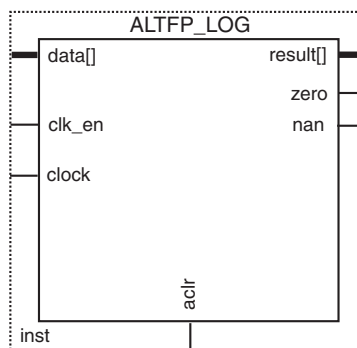 ALTFP_LOG
data[] result[]
zero
clk_en nan
clock
aclr
inst